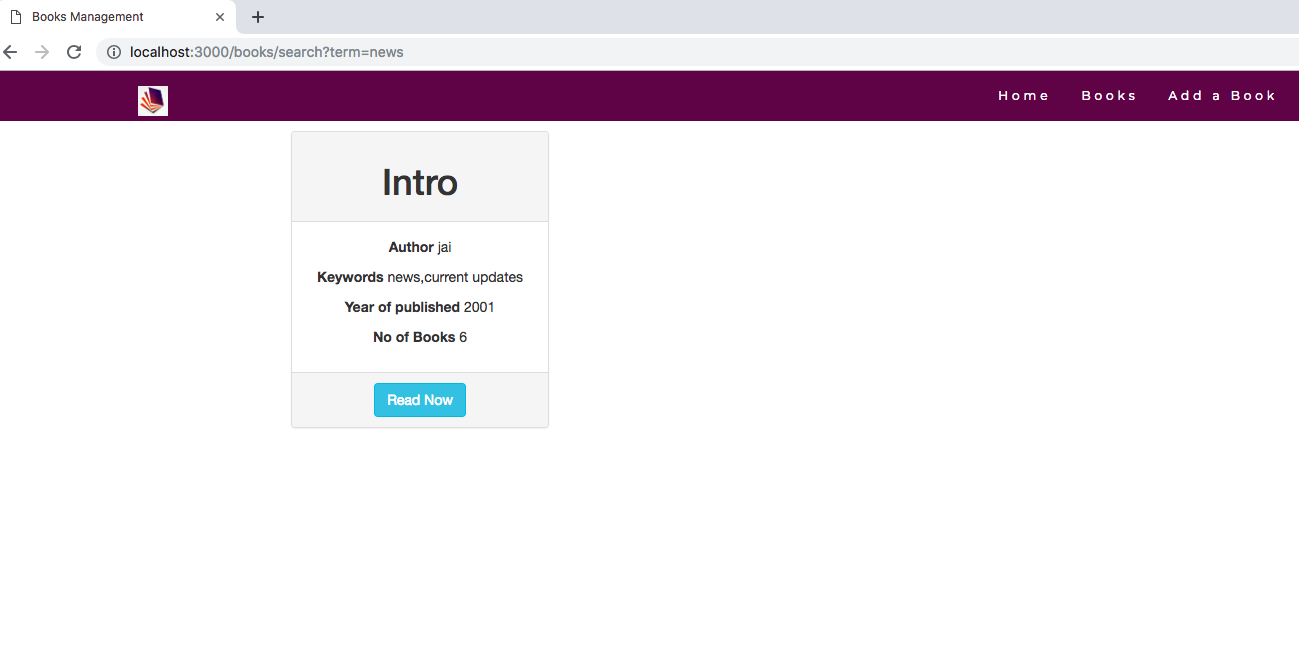 Books Management
localhost:3000/books/search?term=news
Home Books Add a Book
Intro
Author jai
Keywords news,current updates
Year of published 2001
No of Books 6
Read Now